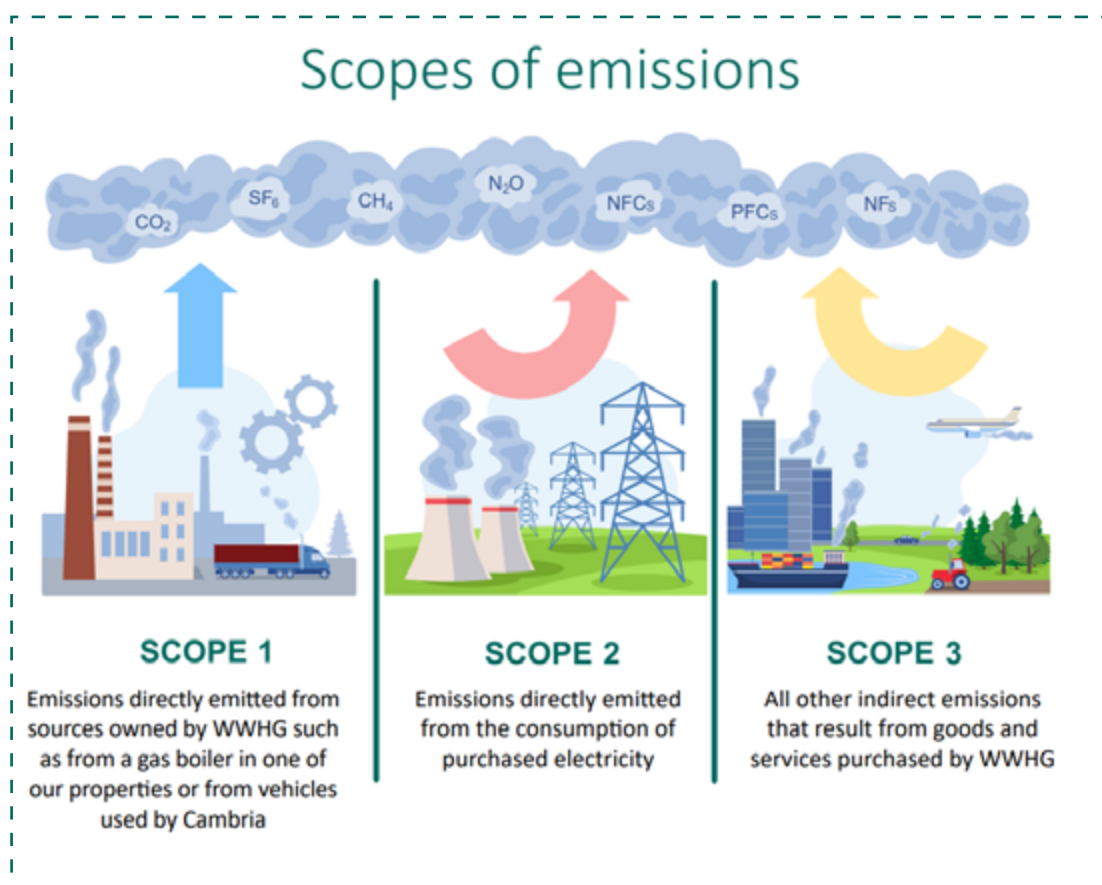 Scopes of emissions
CO₂
SF₆
CH₄
N₂O
NFCs
PFCs
NFs
SCOPE 1
Emissions directly emitted from
sources owned by WWHG such
as from a gas boiler in one of
our properties or from vehicles
used by Cambria
SCOPE 2
Emissions directly emitted
from the consumption of
purchased electricity
SCOPE 3
All other indirect emissions
that result from goods and
services purchased by WWHG